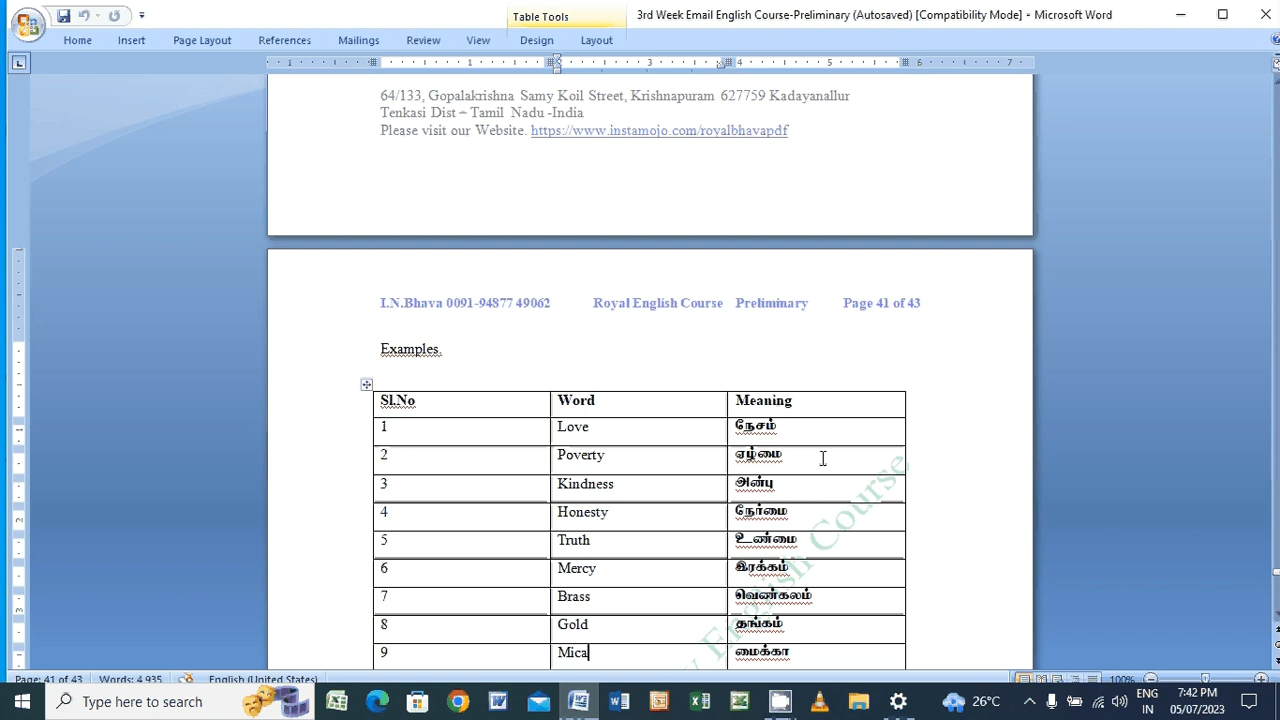 Table Tools
3rd Week Email English Course-Preliminary (Autosaved) [Compatibility Mode] - Microsoft Word
Home Insert Page Layout References Mailings Review View Design Layout
64/133, Gopalakrishna Samy Koil Street, Krishnapuram 627759 Kadayanallur
Tenkasi Dist – Tamil Nadu -India
Please visit our Website. https://www.instamojo.com/royalbhavapdf
I.N.Bhava 0091-94877 49062 Royal English Course Preliminary Page 41 of 43
Examples.
Sl.No Word Meaning
1 Love நேசம்
2 Poverty ஏழ்மை
3 Kindness அன்பு
4 Honesty நேர்மை
5 Truth உண்மை
6 Mercy இரக்கம்
7 Brass வெண்கலம்
8 Gold தங்கம்
9 Mica மைக்கா
y English Course
Page: 41 of 43 Words: 4,935 English (United States) 100%
Type here to search
26°C
ENG
IN
7:42 PM
05/07/2023